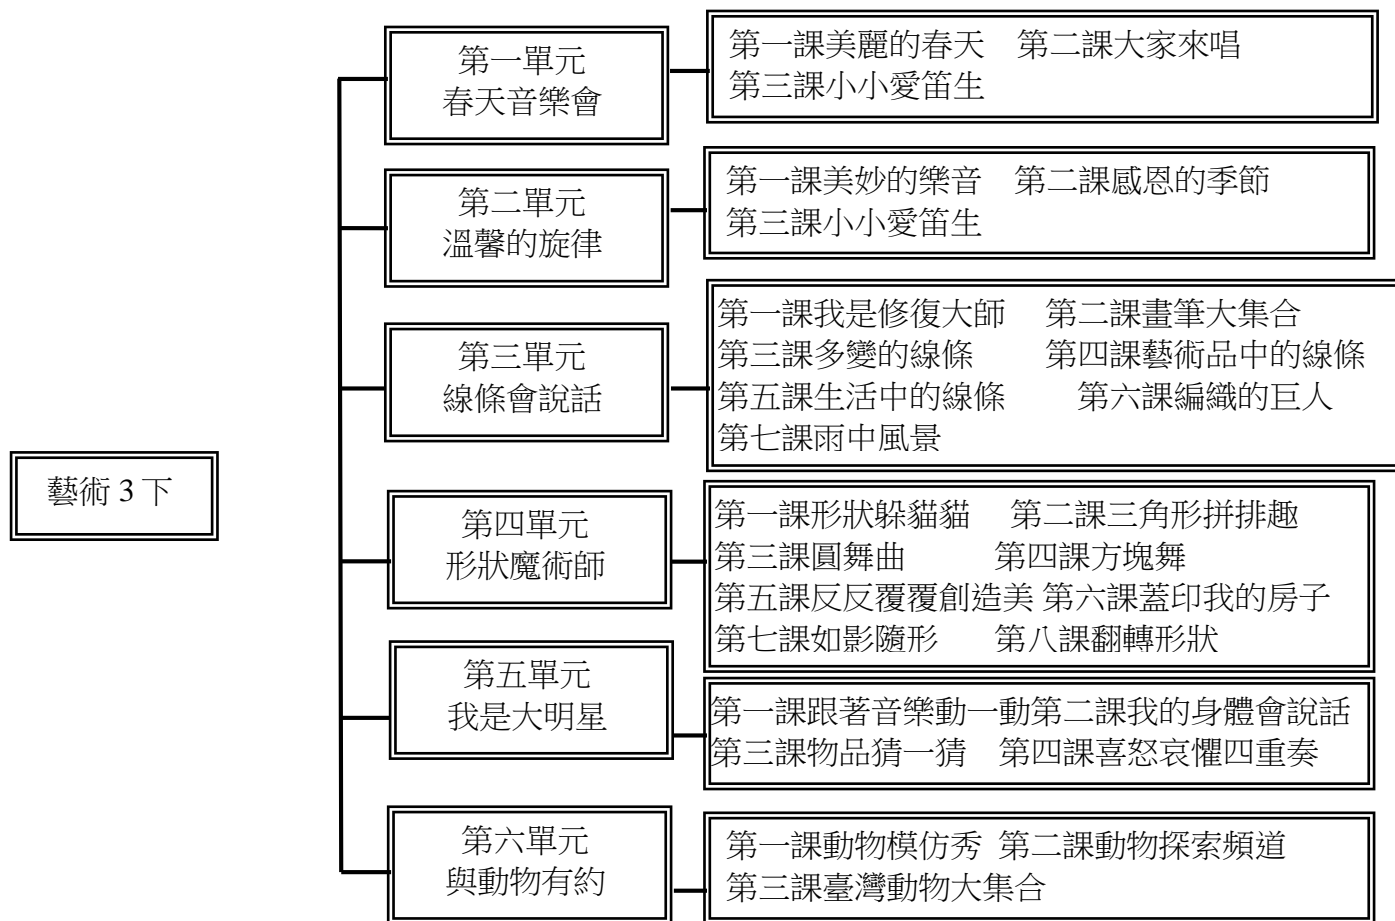 藝術 3 下
第一單元
春天音樂會
第一課美麗的春天 第二課大家來唱
第三課小小愛笛生
第二單元
溫馨的旋律
第一課美妙的樂音 第二課感恩的季節
第三課小小愛笛生
第三單元
線條會說話
第一課我是修復大師 第二課畫筆大集合
第三課多變的線條 第四課藝術品中的線條
第五課生活中的線條 第六課編織的巨人
第七課雨中風景
第四單元
形狀魔術師
第一課形狀躲貓貓 第二課三角形拼排趣
第三課圓舞曲 第四課方塊舞
第五課反反覆覆創造美 第六課蓋印我的房子
第七課如影隨形 第八課翻轉形狀
第五單元
我是大明星
第一課跟著音樂動一動第二課我的身體會說話
第三課物品猜一猜 第四課喜怒哀懼四重奏
第六單元
與動物有約
第一課動物模仿秀 第二課動物探索頻道
第三課臺灣動物大集合